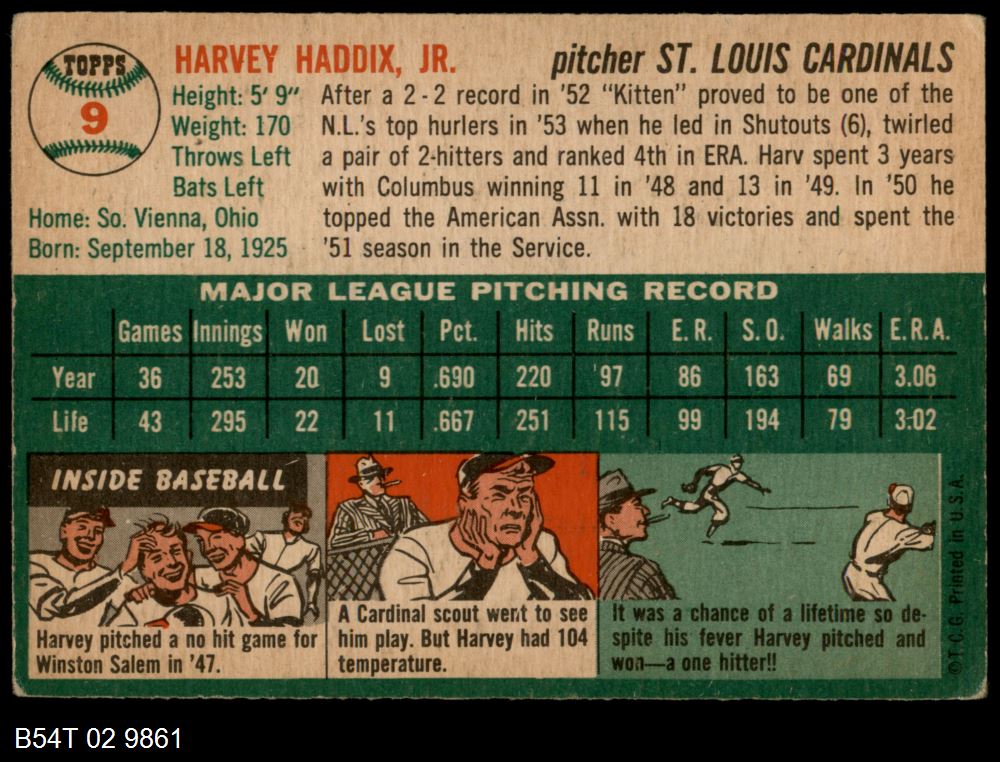 TOPPS
9
HARVEY HADDIX, JR.
pitcher ST. LOUIS CARDINALS
Height: 5' 9"
Weight: 170
Throws Left
Bats Left
Home: So. Vienna, Ohio
Born: September 18, 1925
After a 2-2 record in '52 "Kitten" proved to be one of the
N.L.'s top hurlers in '53 when he led in Shutouts (6), twirled
a pair of 2-hitters and ranked 4th in ERA. Harv spent 3 years
with Columbus winning 11 in '48 and 13 in '49. In '50 he
topped the American Assn. with 18 victories and spent the
'51 season in the Service.
MAJOR LEAGUE PITCHING RECORD
Games Innings Won Lost Pct. Hits Runs E.R. S.O. Walks E.R.A.
Year 36 253 20 9 .690 220 97 86 163 69 3.06
Life 43 295 22 11 .667 251 115 99 194 79 3.02
INSIDE BASEBALL
Harvey pitched a no hit game for
Winston Salem in '47.
A Cardinal scout went to see
him play. But Harvey had 104
temperature.
It was a chance of a lifetime so de-
spite his fever Harvey pitched and
won—a one hitter!!
©T.C.G. Printed in U.S.A.
B54T 02 9861